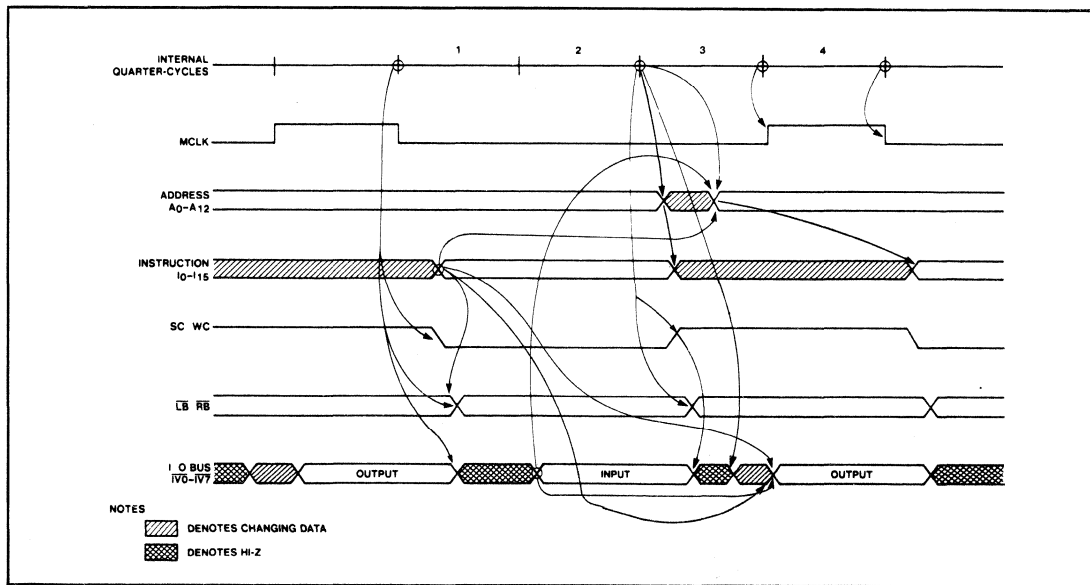 1 2 3 4
INTERNAL
QUARTER-CYCLES
MCLK
ADDRESS
A0-A12
INSTRUCTION
I0-I15
SC WC
LB RB
I O BUS
IV0-IV7
OUTPUT INPUT OUTPUT
NOTES
DENOTES CHANGING DATA
DENOTES HI-Z